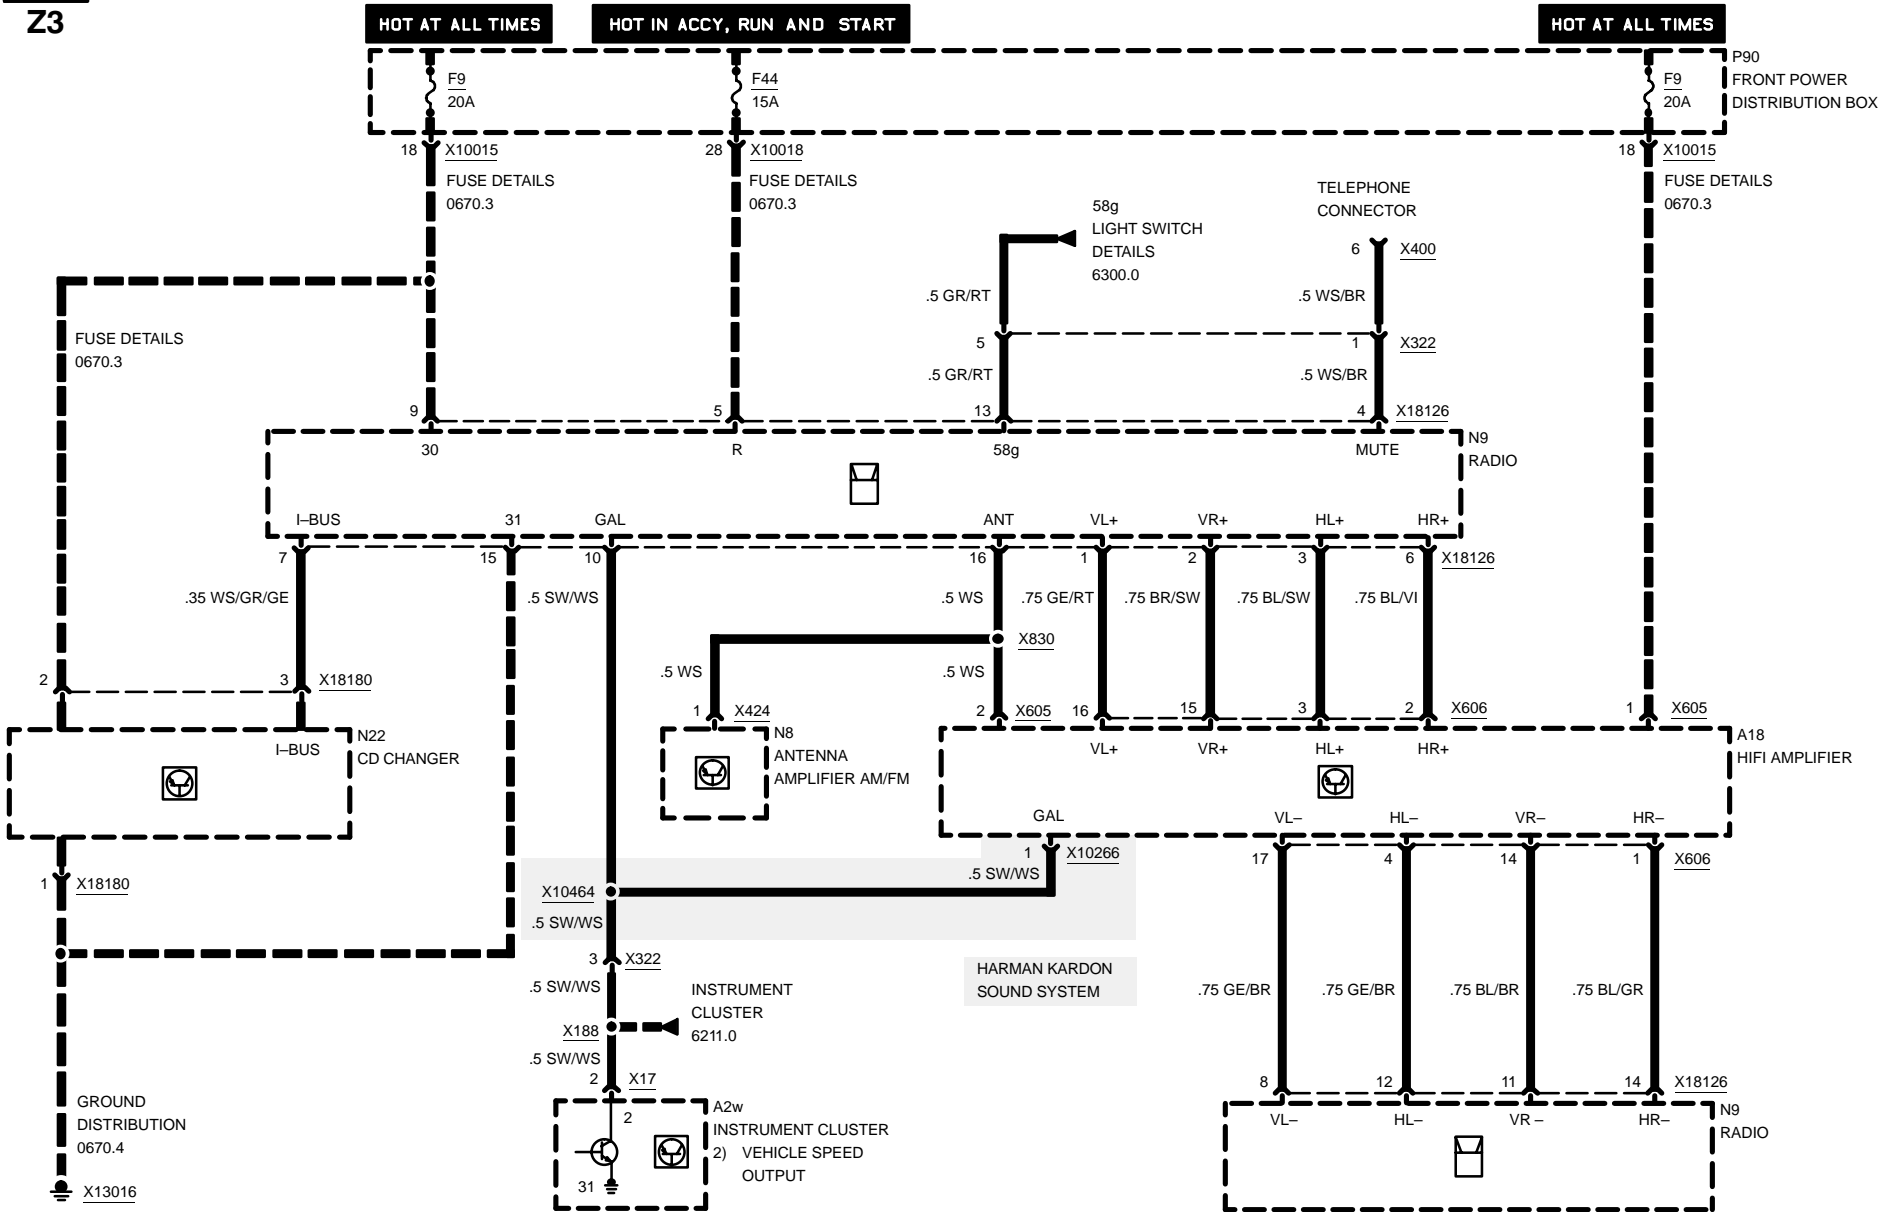 Z3
HOT AT ALL TIMES
HOT IN ACCY, RUN AND START
HOT AT ALL TIMES
P90
FRONT POWER
DISTRIBUTION BOX
F9
20A
F44
15A
F9
20A
18 X10015
28 X10018
18 X10015
FUSE DETAILS
0670.3
FUSE DETAILS
0670.3
FUSE DETAILS
0670.3
58g
LIGHT SWITCH
DETAILS
6300.0
TELEPHONE
CONNECTOR
6 X400
.5 GR/RT
.5 WS/BR
FUSE DETAILS
0670.3
5
1 X322
.5 GR/RT
.5 WS/BR
9
5
13
4 X18126
30
R
58g
MUTE
N9
RADIO
I–BUS
31
GAL
ANT
VL+
VR+
HL+
HR+
7
15
10
16
1
2
3
6 X18126
.35 WS/GR/GE
.5 SW/WS
.5 WS
.75 GE/RT
.75 BR/SW
.75 BL/SW
.75 BL/VI
X830
.5 WS
.5 WS
2
3 X18180
1 X424
2 X605
16
15
3
2 X606
1 X605
I–BUS
N22
CD CHANGER
N8
ANTENNA
AMPLIFIER AM/FM
VL+
VR+
HL+
HR+
A18
HIFI AMPLIFIER
GAL
VL–
HL–
VR–
HR–
1 X10266
17
4
14
1 X606
.5 SW/WS
1 X18180
X10464
.5 SW/WS
3 X322
.5 SW/WS
HARMAN KARDON
SOUND SYSTEM
INSTRUMENT
CLUSTER
6211.0
X188
.5 SW/WS
2 X17
.75 GE/BR
.75 GE/BR
.75 BL/BR
.75 BL/GR
8
12
11
14 X18126
VL–
HL–
VR –
HR–
N9
RADIO
GROUND
DISTRIBUTION
0670.4
X13016
2
31
A2w
INSTRUMENT CLUSTER
2) VEHICLE SPEED
OUTPUT